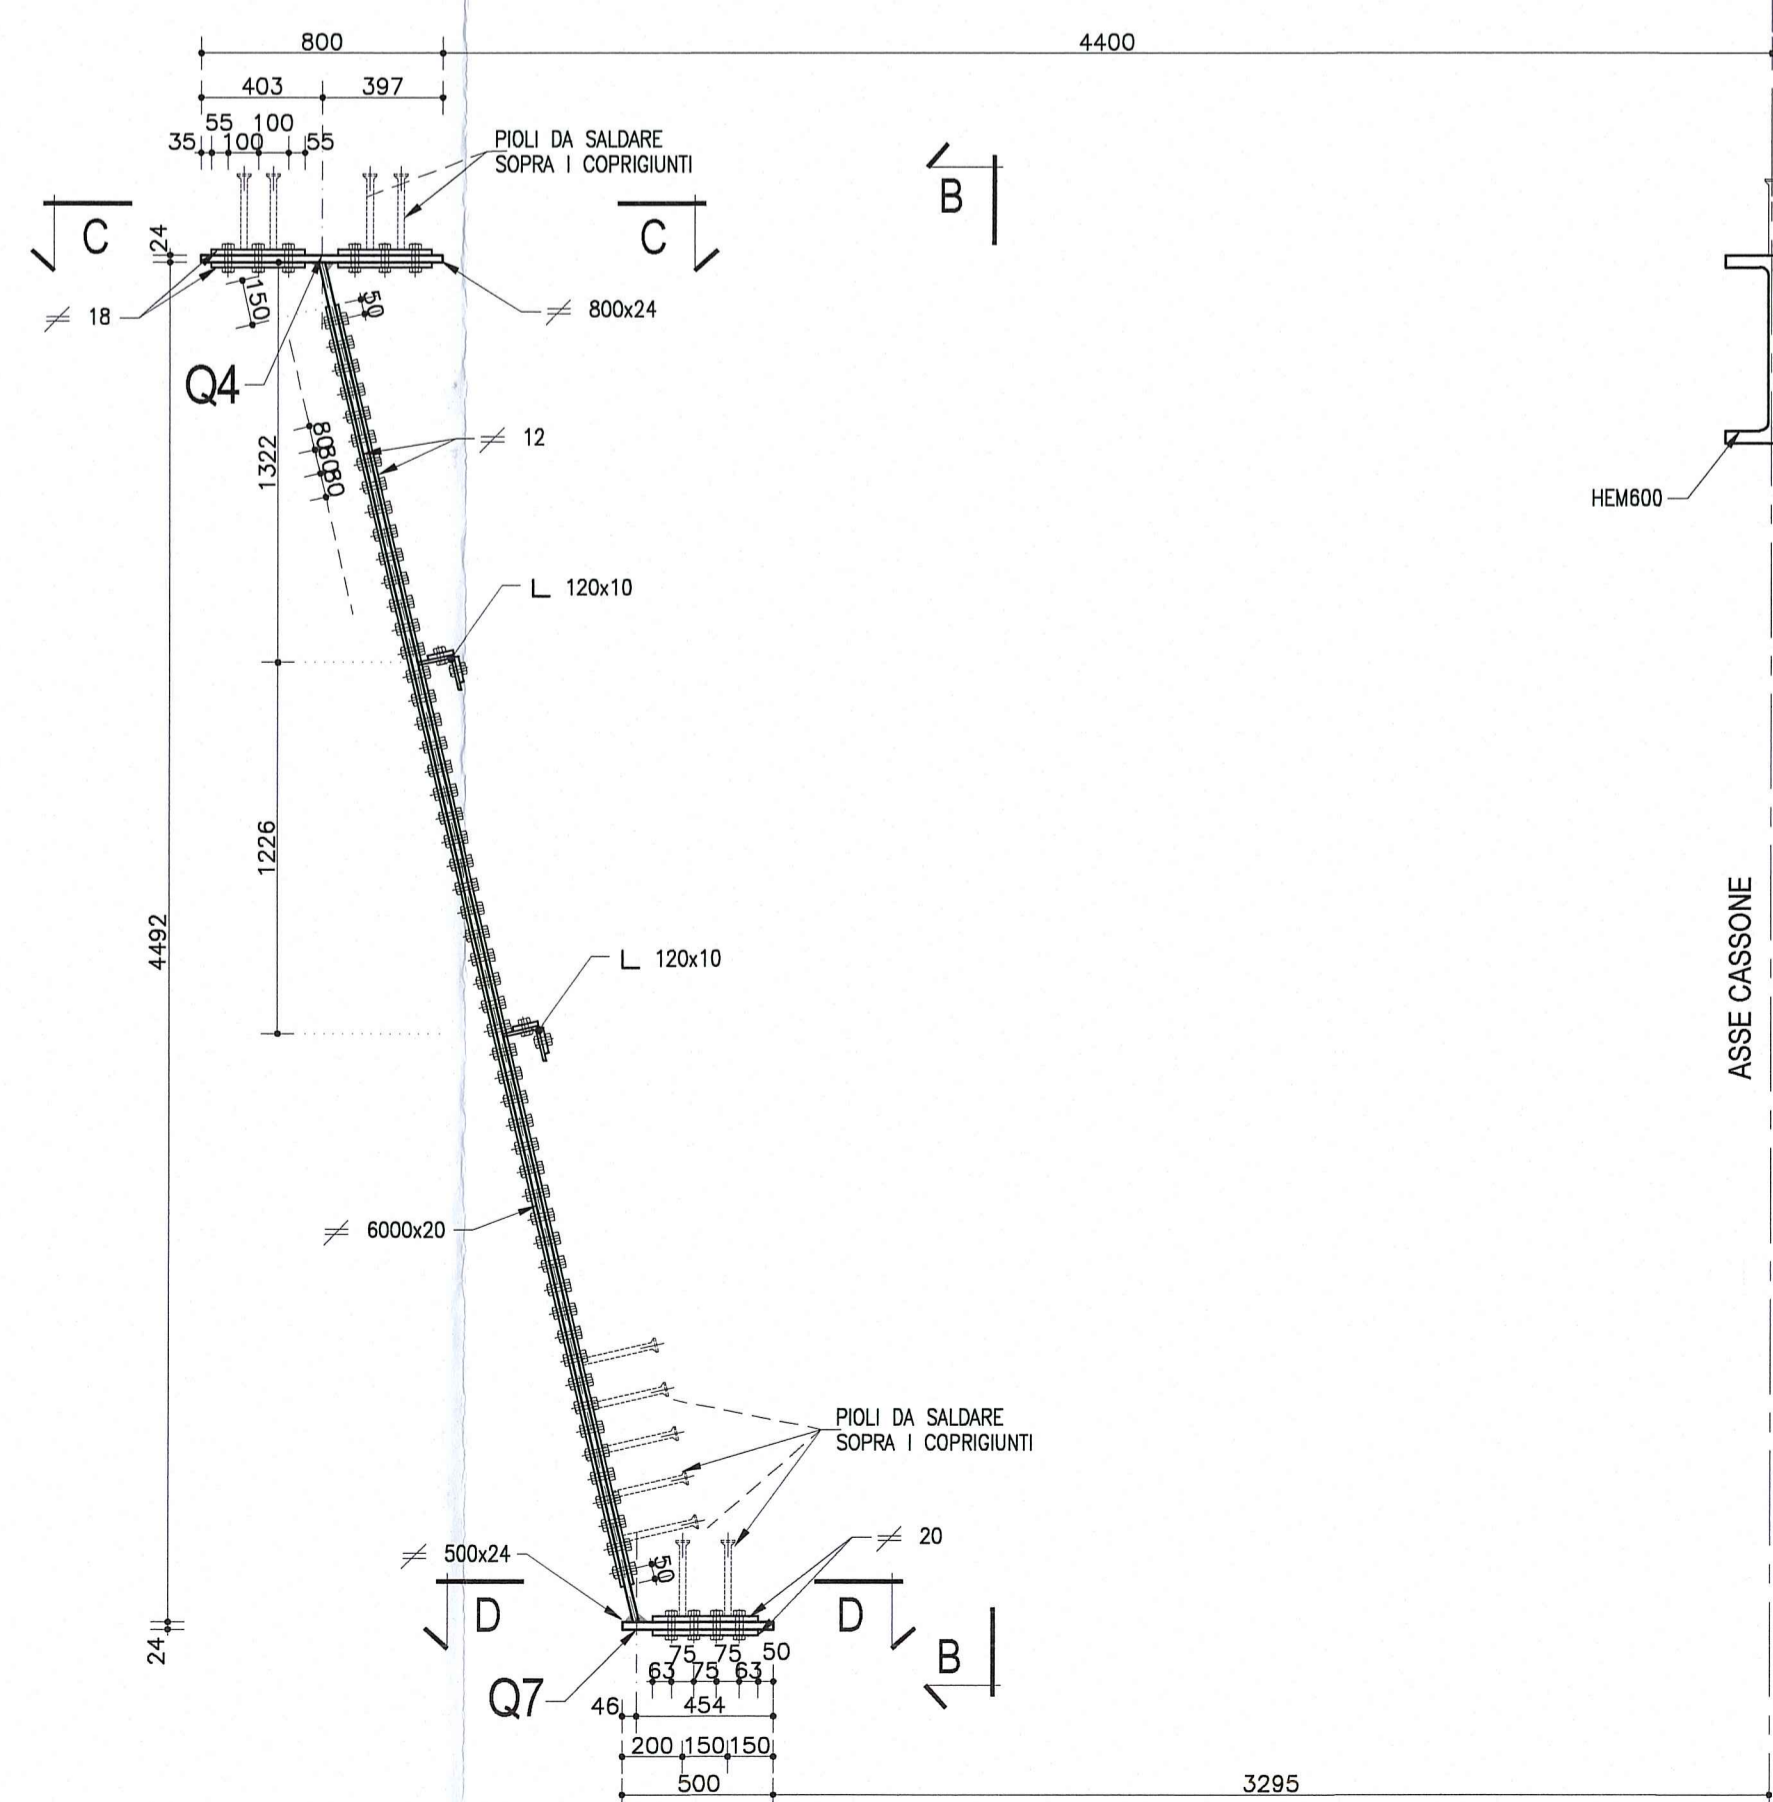 800
4400
403
397
55
100
35
100
55
PIOLI DA SALDARE
SOPRA I COPRIGIUNTI
B
C
C
24
150
50
18
800x24
Q4
12
80
80
80
1322
HEM600
L 120x10
1226
ASSE CASSONE
4492
L 120x10
6000x20
PIOLI DA SALDARE
SOPRA I COPRIGIUNTI
20
500x24
50
D
D
24
B
75
75
50
63
75
63
Q7
46
454
200
150
150
500
3295